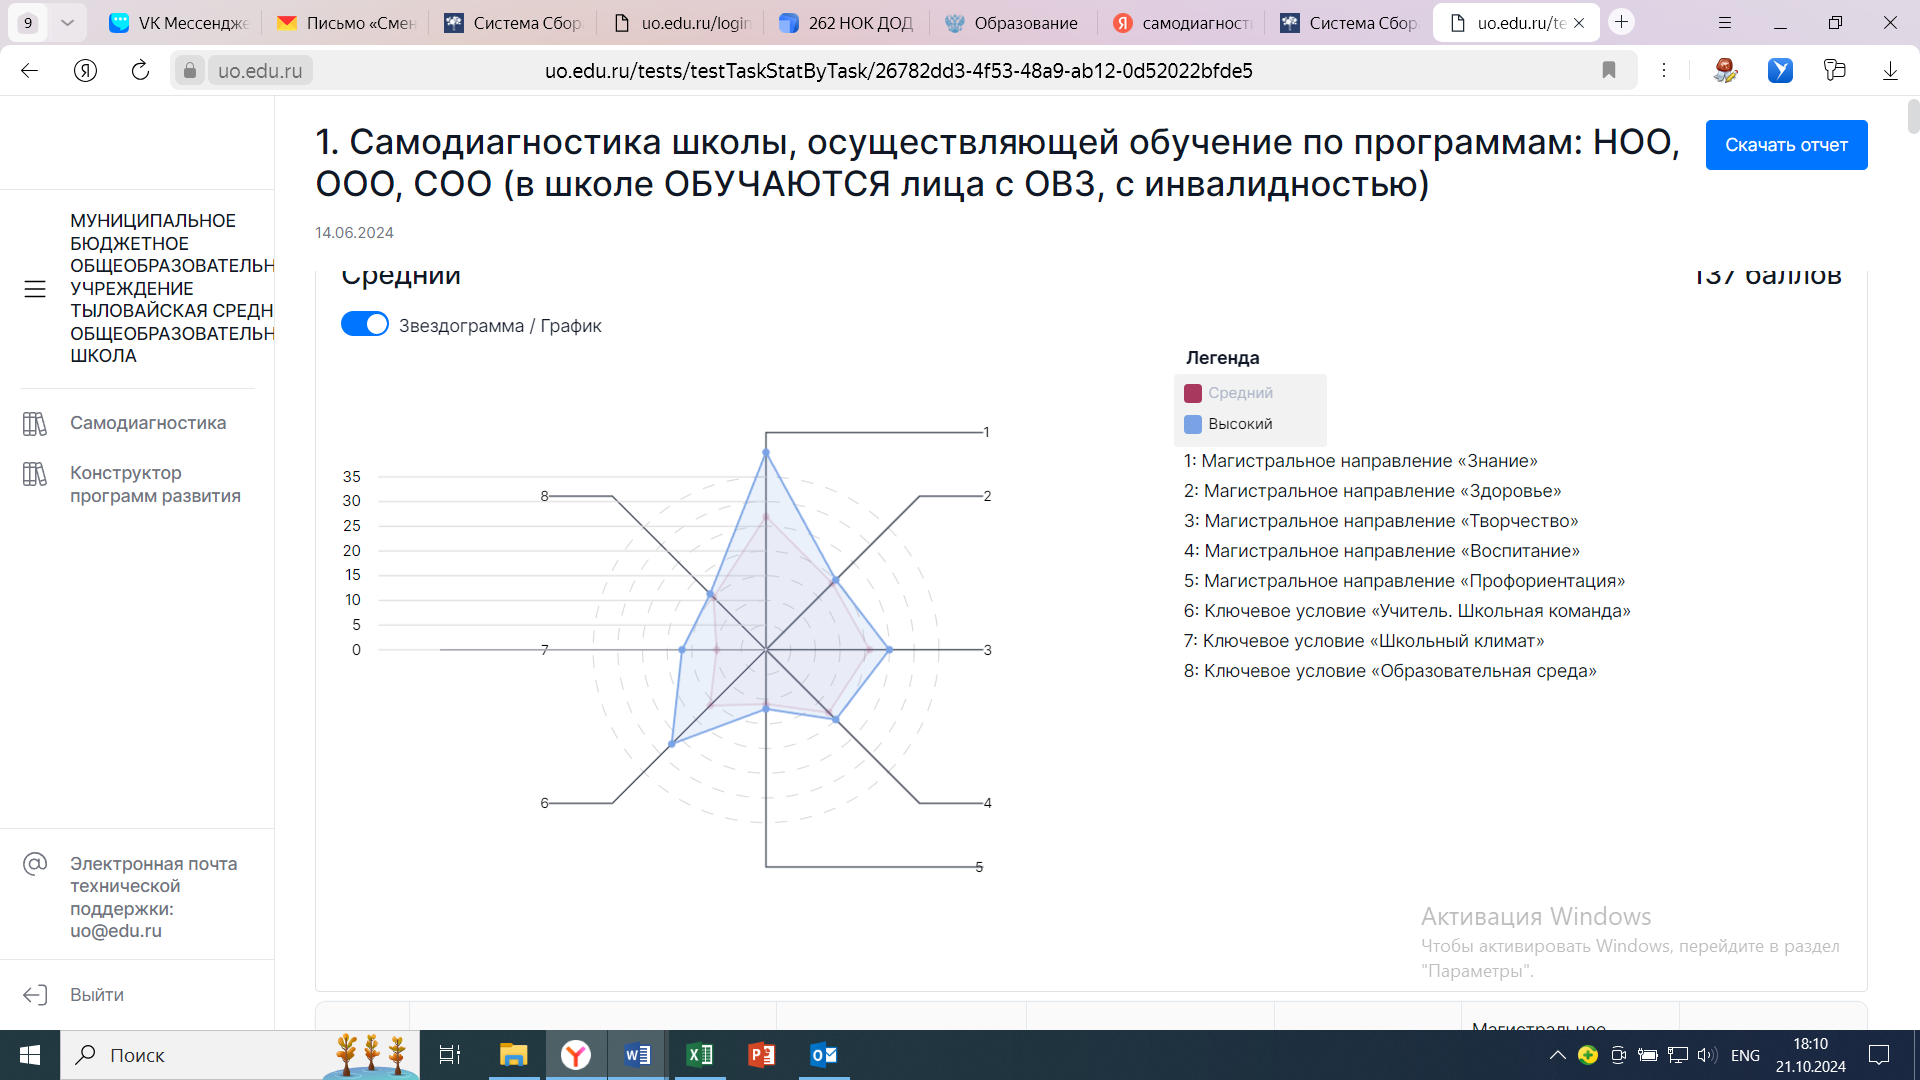 9
VK Мессендже
Письмо «Смен
Система Сбор
uo.edu.ru/login
262 НОК ДОД
Образование
самодиагност
Система Сбор
uo.edu.ru/te
uo.edu.ru
uo.edu.ru/tests/testTaskStatByTask/26782dd3-4f53-48a9-ab12-0d52022bfde5
1. Самодиагностика школы, осуществляющей обучение по программам: НОО,
ООО, СОО (в школе ОБУЧАЮТСЯ лица с ОВЗ, с инвалидностью)
Скачать отчет
14.06.2024
МУНИЦИПАЛЬНОЕ
БЮДЖЕТНОЕ
ОБЩЕОБРАЗОВАТЕЛЬН
УЧРЕЖДЕНИЕ
ТЫЛОВАЙСКАЯ СРЕДН
ОБЩЕОБРАЗОВАТЕЛЬН
ШКОЛА
Самодиагностика
Конструктор
программ развития
Электронная почта
технической
поддержки:
uo@edu.ru
Выйти
Средний
137 баллов
Звездограмма / График
35
30
25
20
15
10
5
0
1
2
3
4
5
6
7
8
Легенда
Средний
Высокий
1: Магистральное направление «Знание»
2: Магистральное направление «Здоровье»
3: Магистральное направление «Творчество»
4: Магистральное направление «Воспитание»
5: Магистральное направление «Профориентация»
6: Ключевое условие «Учитель. Школьная команда»
7: Ключевое условие «Школьный климат»
8: Ключевое условие «Образовательная среда»
Активация Windows
Чтобы активировать Windows, перейдите в раздел
"Параметры".
Магистральное
Поиск
ENG
18:10
21.10.2024